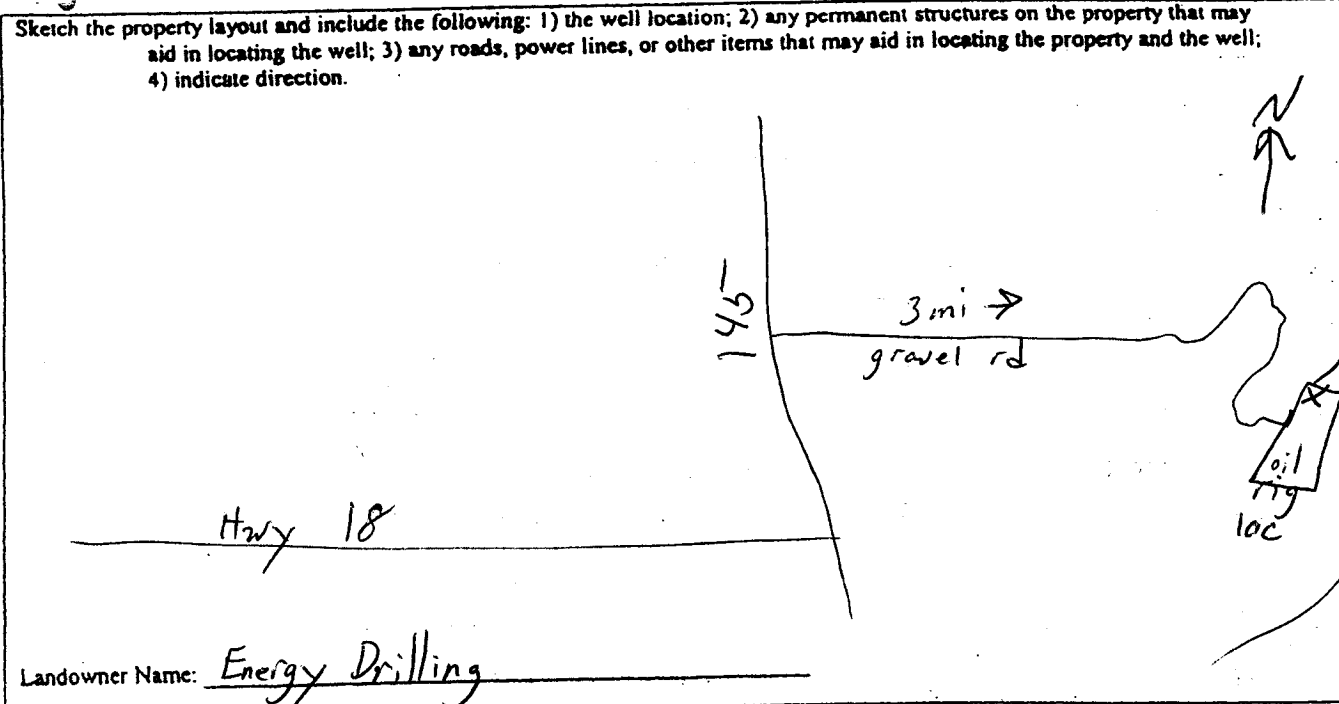 Sketch the property layout and include the following: 1) the well location; 2) any permanent structures on the property that may
aid in locating the well; 3) any roads, power lines, or other items that may aid in locating the property and the well;
4) indicate direction.
N
145
3 mi →
gravel rd
X
oil
rig
loc
Hwy 18
Landowner Name: Energy Drilling